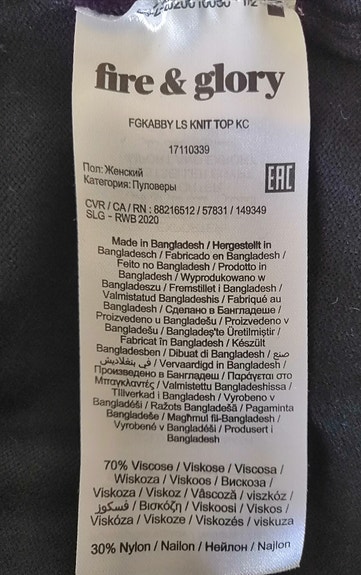 fire & glory
FGKABBY LS KNIT TOP KC
17110339
Пол: Женский
Категория: Пуловеры
EAC
CVR / CA / RN : 88216512 / 57831 / 149349
SLG - RWB 2020
Made in Bangladesh / Hergestellt in
Bangladesch / Fabricado en Bangladesh /
Feito no Bangladesh / Prodotto in
Bangladesh / Wyprodukowano w
Bangladeszu / Fremstillet i Bangladesh /
Valmistatud Bangladeshis / Fabriqué au
Bangladesh / Сделано в Бангладеше /
Proizvedeno u Bangladešu / Proizvedeno v
Bangladešu / Bangladeş'te Üretilmiştir /
Fabricat în Bangladesh / Készült
Bangladesben / Dibuat di Bangladesh / صنع
في بنغلاديش / Vervaardigd in Bangladesh /
Произведено в Бангладеш / Παράγεται στο
Μπαγκλαντές / Valmistettu Bangladeshissa /
Tillverkad i Bangladesh / Vyrobeno v
Bangladéši / Ražots Bangladešā / Pagaminta
Bangladeše / Magħmul fil-Bangladesh /
Vyrobené v Bangladéši / Produsert i
Bangladesh
70% Viscose / Viskose / Viscosa /
Wiskoza / Viskoos / Вискоза /
Viskoza / Viskoz / Vâscoză / viszkóz /
فسكوز / Βισκόζη / Viskoosi / Viskos /
Viskóza / Viskoze / Viskozės / viskuza
30% Nylon / Nailon / Нейлон / Najlon